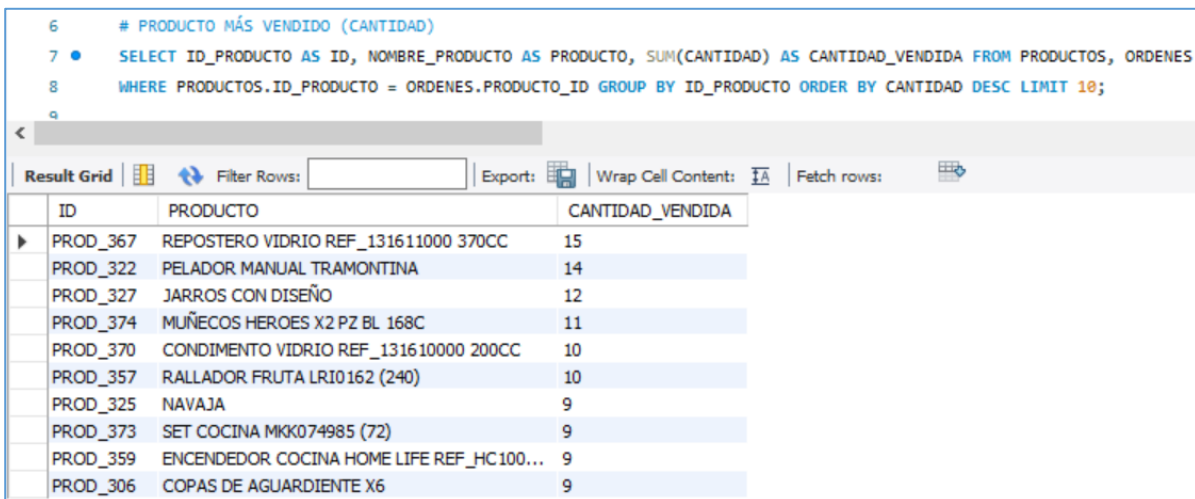 6 # PRODUCTO MÁS VENDIDO (CANTIDAD)
7 SELECT ID_PRODUCTO AS ID, NOMBRE_PRODUCTO AS PRODUCTO, SUM(CANTIDAD) AS CANTIDAD_VENDIDA FROM PRODUCTOS, ORDENES
8 WHERE PRODUCTOS.ID_PRODUCTO = ORDENES.PRODUCTO_ID GROUP BY ID_PRODUCTO ORDER BY CANTIDAD DESC LIMIT 10;
9
Result Grid Filter Rows: Export: Wrap Cell Content: IA Fetch rows:
ID PRODUCTO CANTIDAD_VENDIDA
PROD_367 REPOSTERO VIDRIO REF_131611000 370CC 15
PROD_322 PELADOR MANUAL TRAMONTINA 14
PROD_327 JARROS CON DISEÑO 12
PROD_374 MUÑECOS HEROES X2 PZ BL 168C 11
PROD_370 CONDIMENTO VIDRIO REF_131610000 200CC 10
PROD_357 RALLADOR FRUTA LRI0162 (240) 10
PROD_325 NAVAJA 9
PROD_373 SET COCINA MKK074985 (72) 9
PROD_359 ENCENDEDOR COCINA HOME LIFE REF_HC100... 9
PROD_306 COPAS DE AGUARDIENTE X6 9